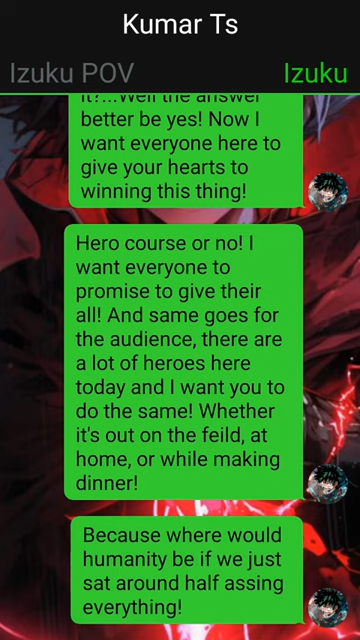 Kumar Ts
Izuku POV
Izuku
it?...Well the answer
better be yes! Now I
want everyone here to
give your hearts to
winning this thing!
Hero course or no! I
want everyone to
promise to give their
all! And same goes for
the audience, there are
a lot of heroes here
today and I want you to
do the same! Whether
it's out on the feild, at
home, or while making
dinner!
Because where would
humanity be if we just
sat around half assing
everything!